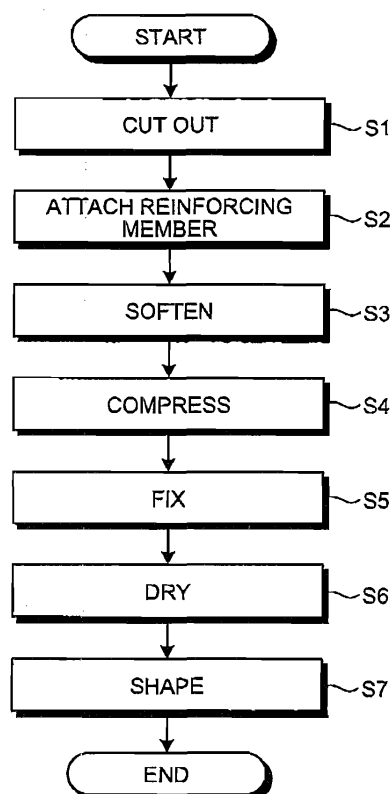 START
CUT OUT
S1
ATTACH REINFORCING
MEMBER
S2
SOFTEN
S3
COMPRESS
S4
FIX
S5
DRY
S6
SHAPE
S7
END